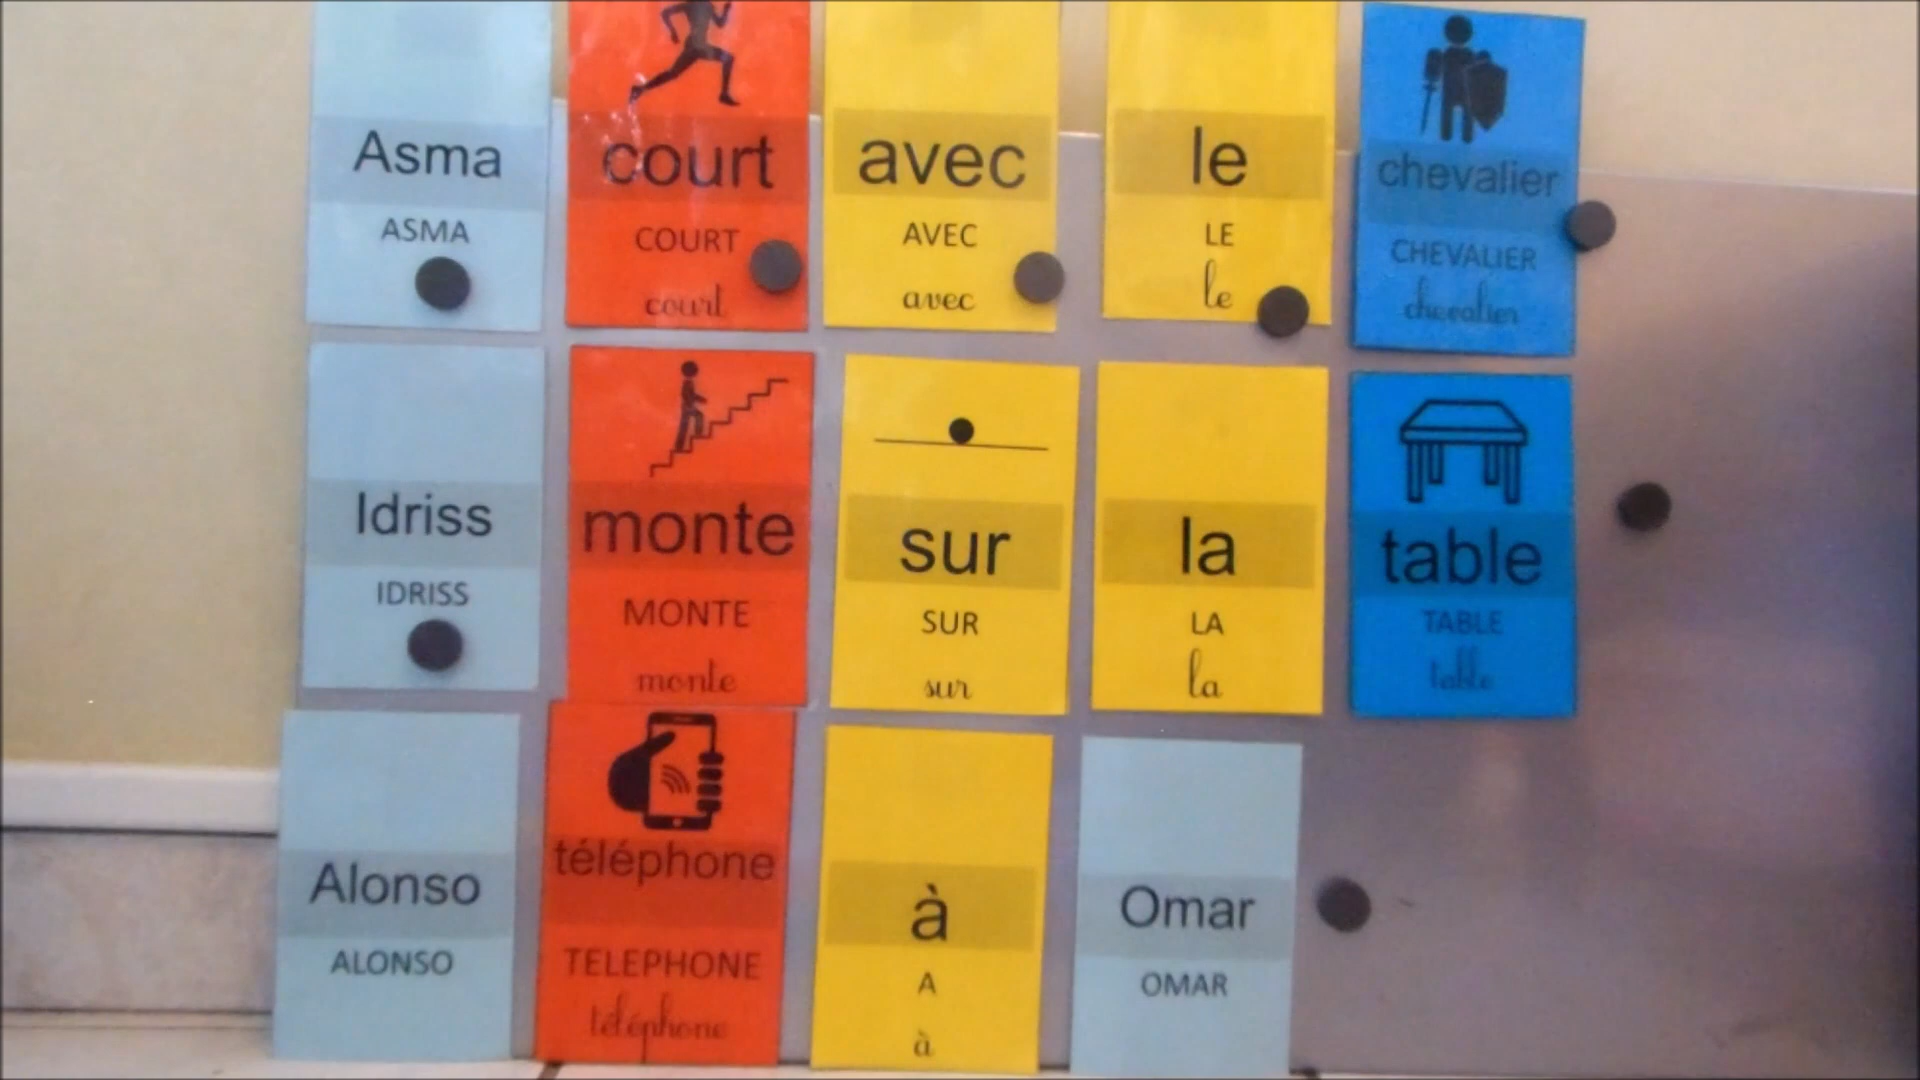 Asma court avec le chevalier
ASMA COURT AVEC LE CHEVALIER
court avec le chevalier
Idriss monte sur la table
IDRISS MONTE SUR LA TABLE
monte sur la table
Alonso téléphone à Omar
ALONSO TELEPHONE A OMAR
téléphone à